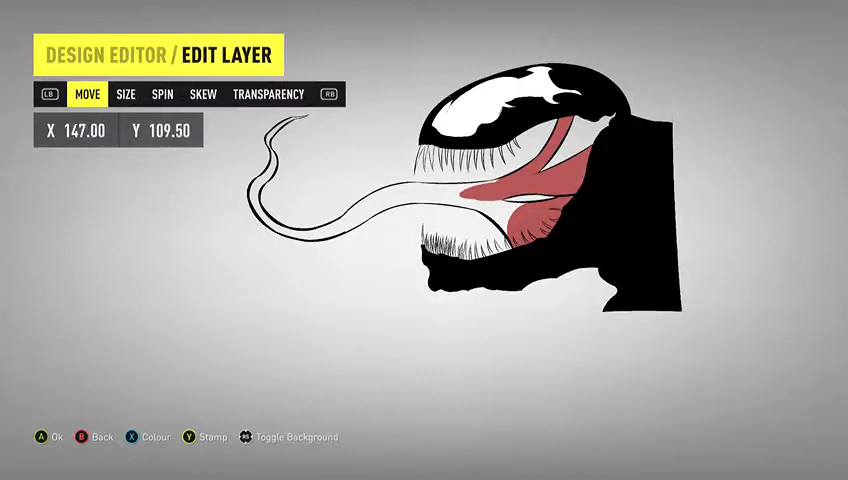 DESIGN EDITOR / EDIT LAYER
LB MOVE SIZE SPIN SKEW TRANSPARENCY RB
X 147.00 Y 109.50
A Ok B Back X Colour Y Stamp RS Toggle Background